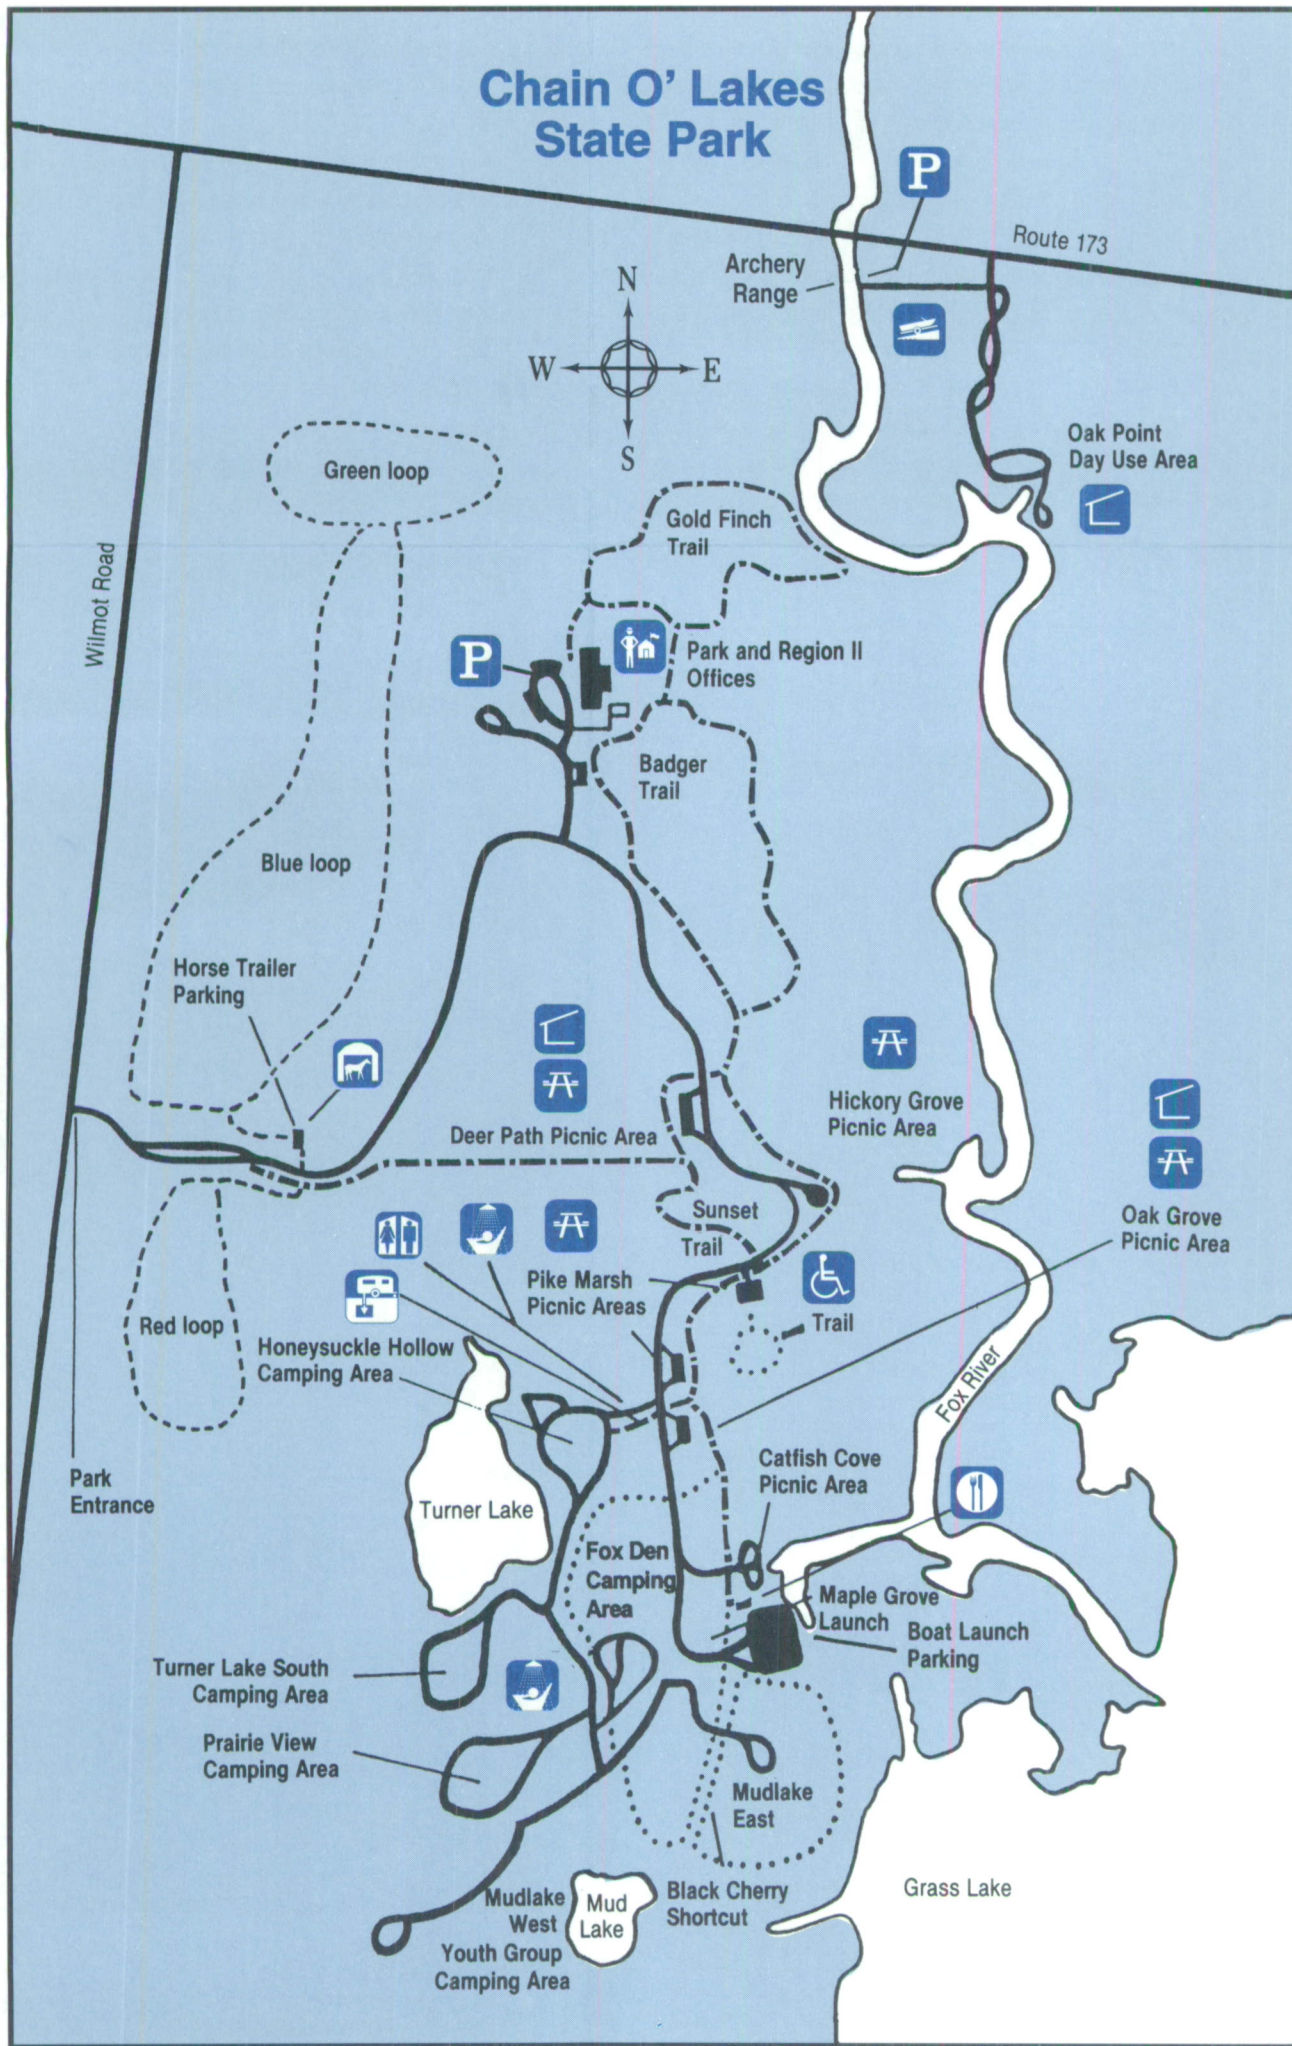 Chain O' Lakes
State Park
P
Route 173
Archery
Range
N
W
E
S
Oak Point
Day Use Area
Green loop
Gold Finch
Trail
Wilmot Road
P
Park and Region II
Offices
Badger
Trail
Blue loop
Horse Trailer
Parking
Hickory Grove
Picnic Area
Deer Path Picnic Area
Sunset
Trail
Oak Grove
Picnic Area
Pike Marsh
Picnic Areas
Trail
Red loop
Honeysuckle Hollow
Camping Area
Fox River
Park
Entrance
Catfish Cove
Picnic Area
Turner Lake
Fox Den
Camping
Area
Maple Grove
Launch
Boat Launch
Parking
Turner Lake South
Camping Area
Prairie View
Camping Area
Mudlake
East
Black Cherry
Shortcut
Grass Lake
Mudlake
West
Mud
Lake
Youth Group
Camping Area